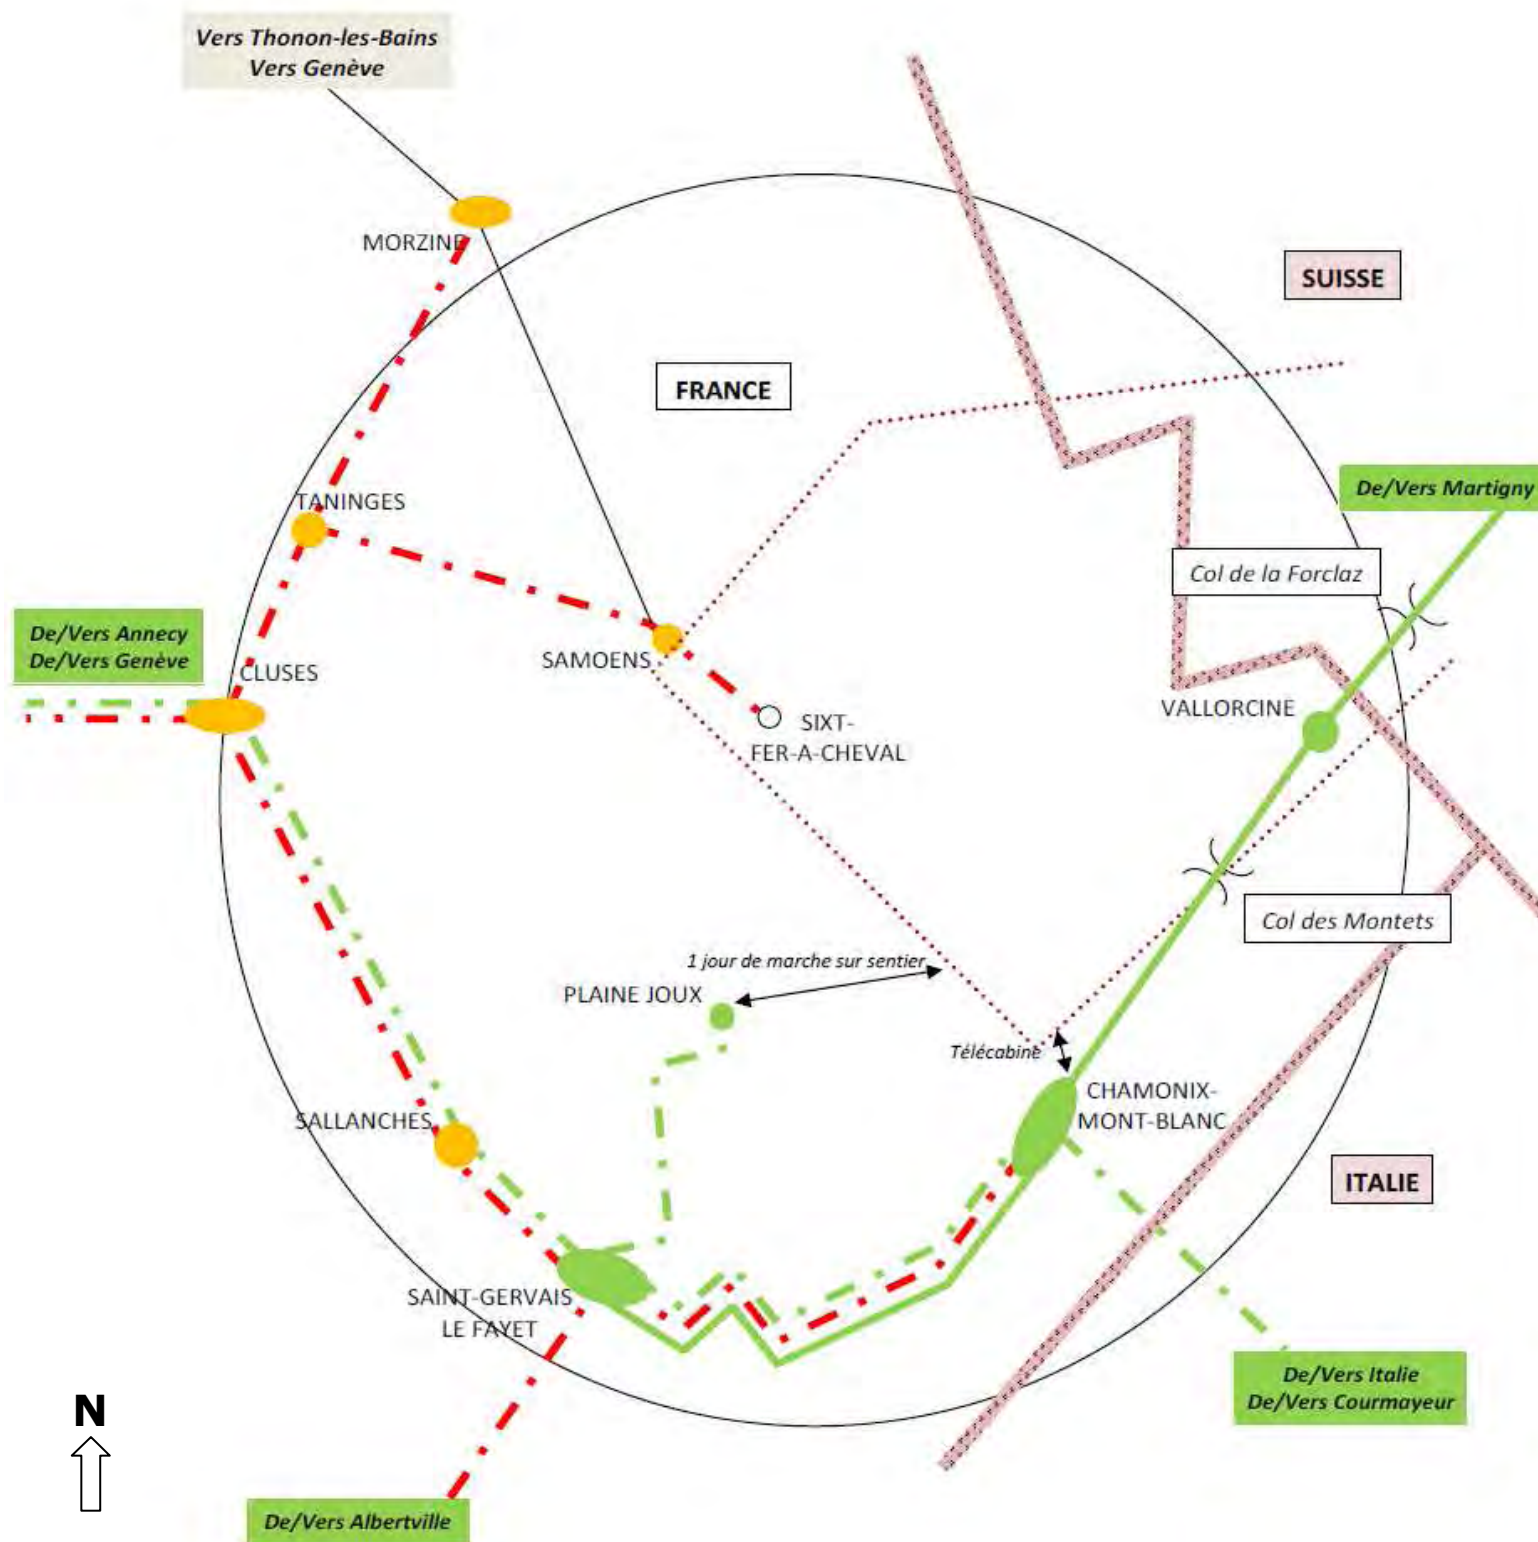 Vers Thonon-les-Bains
Vers Genève
MORZINE
SUISSE
FRANCE
De/Vers Martigny
TANINGES
Col de la Forclaz
De/Vers Annecy
De/Vers Genève
CLUSES
SAMOENS
VALLORCINE
SIXT-
FER-A-CHEVAL
Col des Montets
1 jour de marche sur sentier
PLAINE JOUX
Télécabine
CHAMONIX-
MONT-BLANC
SALLANCHES
ITALIE
SAINT-GERVAIS
LE FAYET
De/Vers Italie
De/Vers Courmayeur
N
De/Vers Albertville